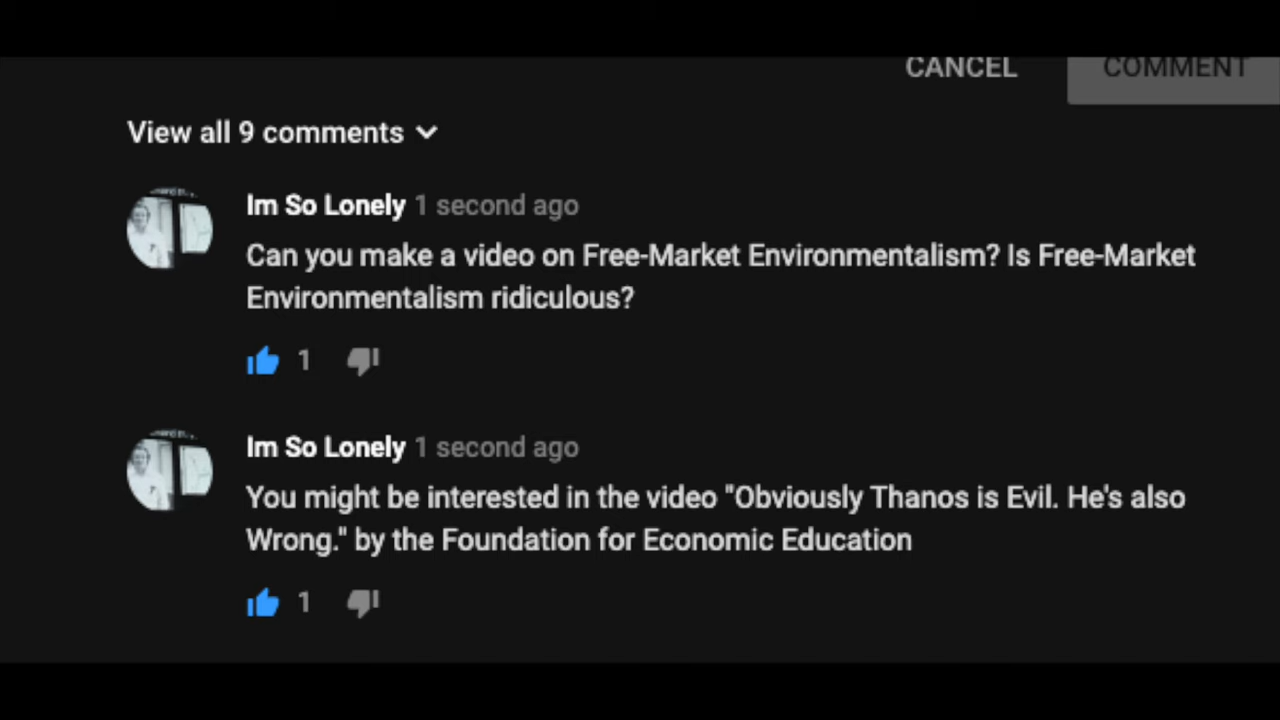 CANCEL COMMENT
View all 9 comments
Im So Lonely 1 second ago
Can you make a video on Free-Market Environmentalism? Is Free-Market
Environmentalism ridiculous?
1
Im So Lonely 1 second ago
You might be interested in the video "Obviously Thanos is Evil. He's also
Wrong." by the Foundation for Economic Education
1